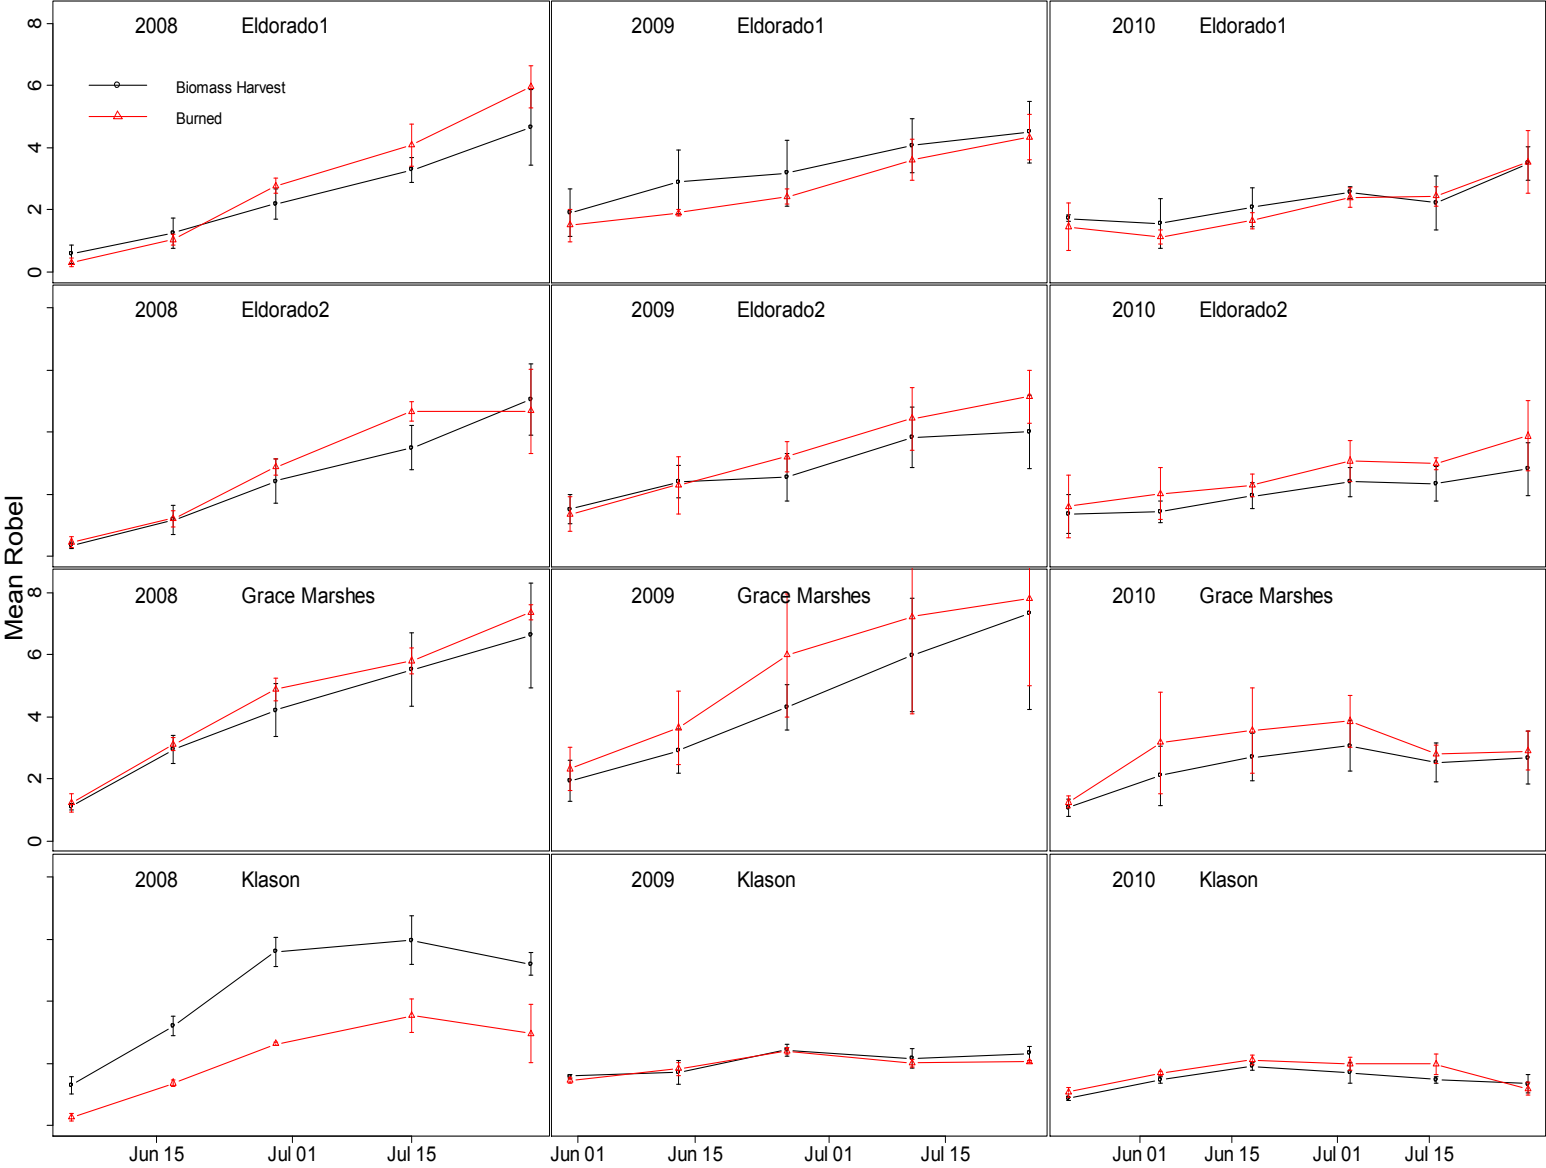 2008 Eldorado1
2009 Eldorado1
2010 Eldorado1
8
6
4
2
0
Biomass Harvest
Burned
2008 Eldorado2
2009 Eldorado2
2010 Eldorado2
Mean Robel
2008 Grace Marshes
2009 Grace Marshes
2010 Grace Marshes
8
6
4
2
0
2008 Klason
2009 Klason
2010 Klason
Jun 15 Jul 01 Jul 15
Jun 01 Jun 15 Jul 01 Jul 15
Jun 01 Jun 15 Jul 01 Jul 15